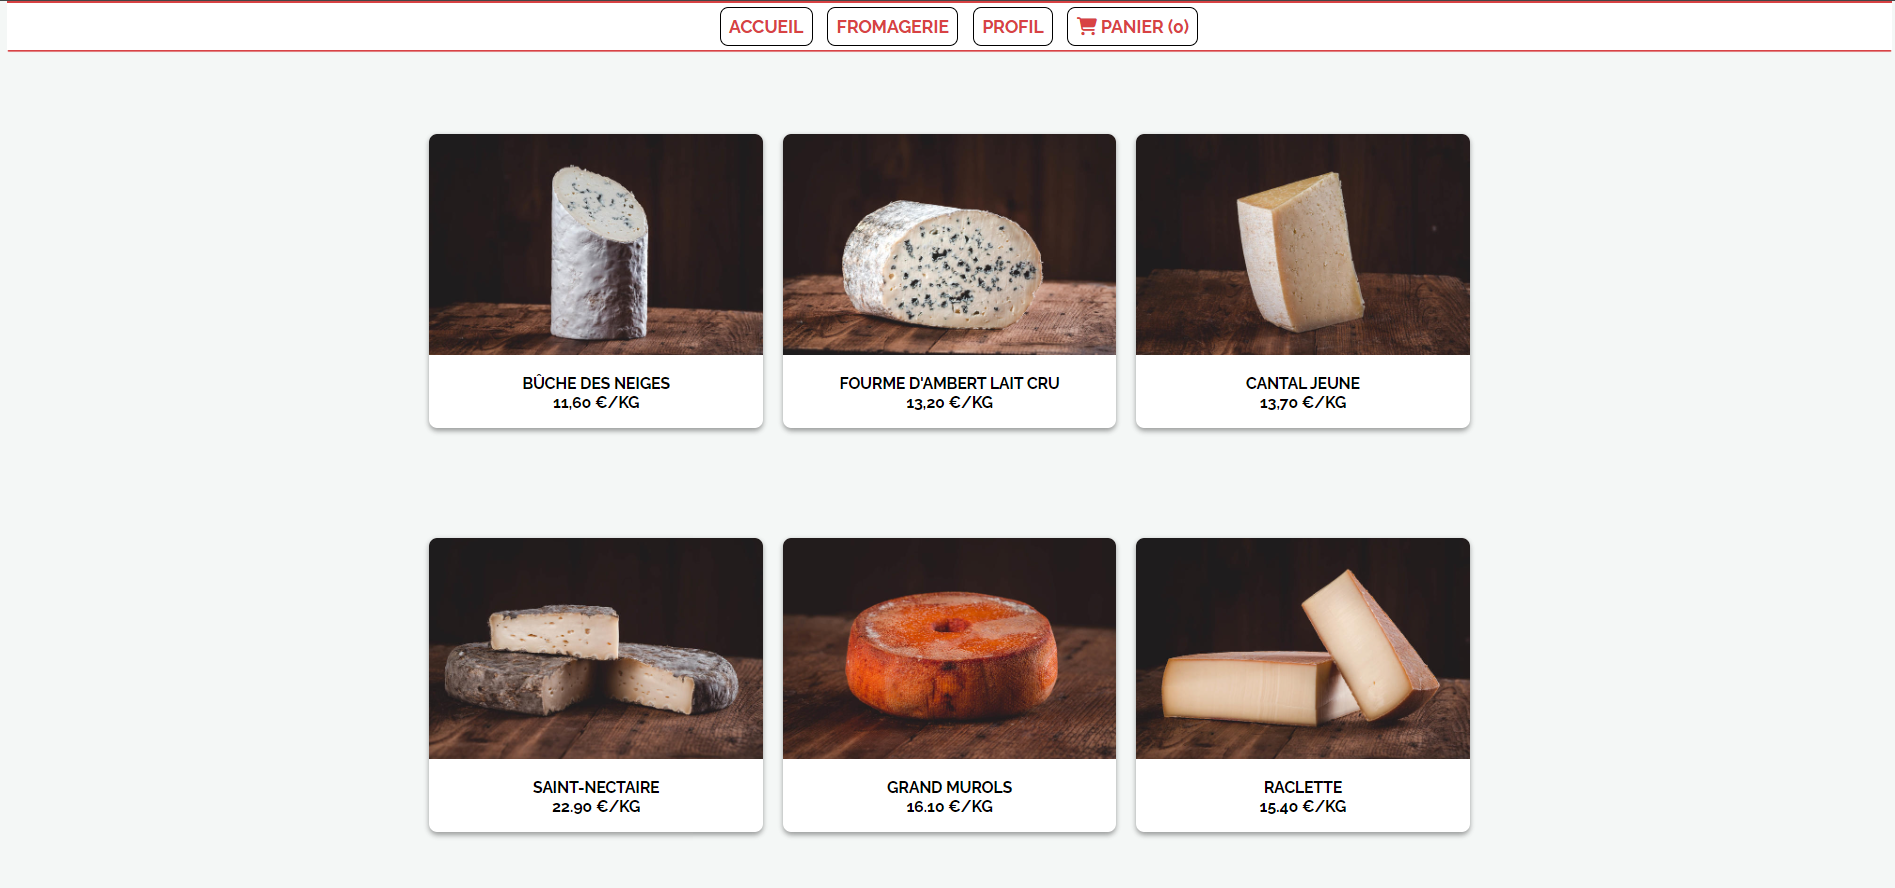 ACCUEIL FROMAGERIE PROFIL PANIER (0)
BÛCHE DES NEIGES
11,60 €/KG
FOURME D'AMBERT LAIT CRU
13,20 €/KG
CANTAL JEUNE
13,70 €/KG
SAINT-NECTAIRE
22.90 €/KG
GRAND MUROLS
16.10 €/KG
RACLETTE
15.40 €/KG